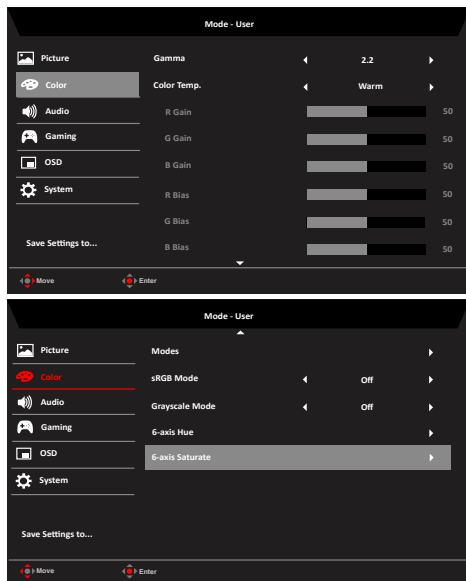 Mode - User
Picture
Gamma 2.2
Color
Color Temp. Warm
Audio
R Gain 50
Gaming
G Gain 50
OSD
B Gain 50
System
R Bias 50
G Bias 50
Save Settings to...
B Bias 50
Move Enter
Mode - User
Picture
Modes
Color
sRGB Mode Off
Audio
Grayscale Mode Off
Gaming
6-axis Hue
OSD
6-axis Saturate
System
Save Settings to...
Move Enter